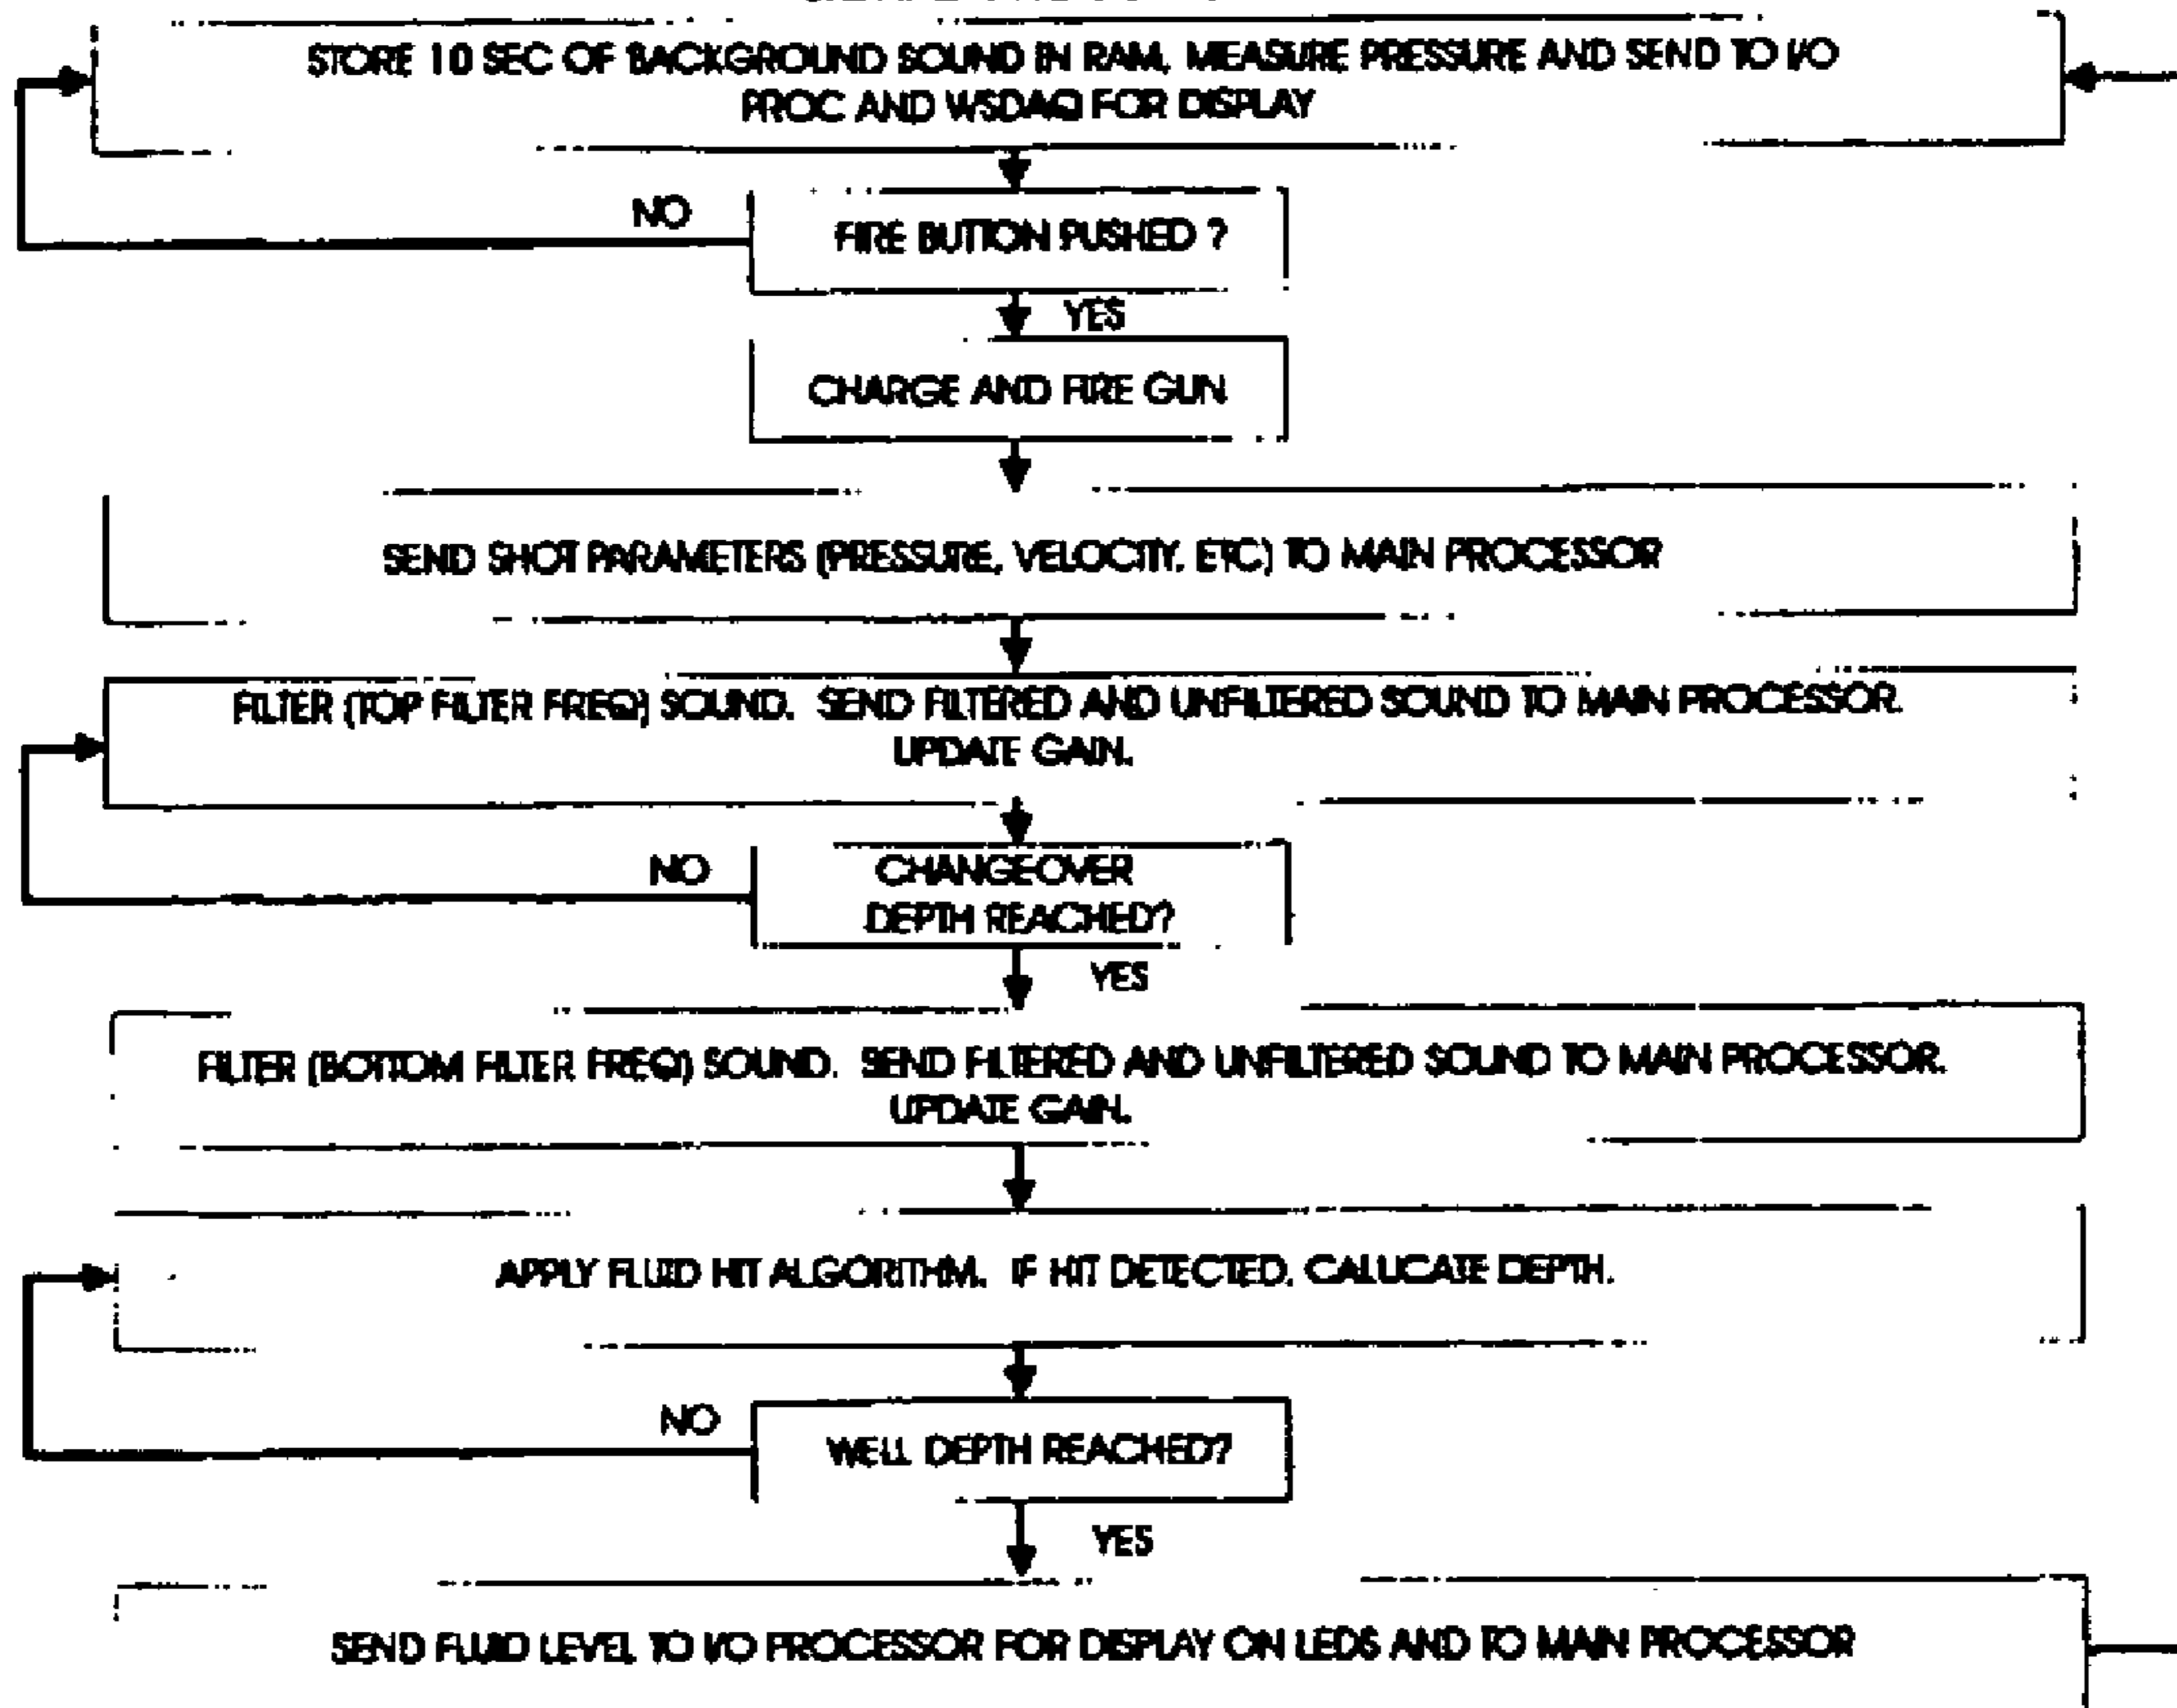 STORE 10 SEC OF BACKGROUND SOUND IN RAM, MEASURE PRESSURE AND SEND TO I/O
PROC AND WSDAQ FOR DISPLAY
NO
FIRE BUTTON PUSHED ?
YES
CHARGE AND FIRE GUN
SEND SHOT PARAMETERS (PRESSURE, VELOCITY, ETC) TO MAIN PROCESSOR
FILTER (TOP FILTER FREQ) SOUND. SEND FILTERED AND UNFILTERED SOUND TO MAIN PROCESSOR.
UPDATE GAIN.
NO
CHANGEOVER
DEPTH REACHED?
YES
FILTER (BOTTOM FILTER FREQ) SOUND. SEND FILTERED AND UNFILTERED SOUND TO MAIN PROCESSOR.
UPDATE GAIN.
APPLY FLUID HIT ALGORITHM. IF HIT DETECTED, CALUCATE DEPTH.
NO
WELL DEPTH REACHED?
YES
SEND FLUID LEVEL TO I/O PROCESSOR FOR DISPLAY ON LEDS AND TO MAIN PROCESSOR